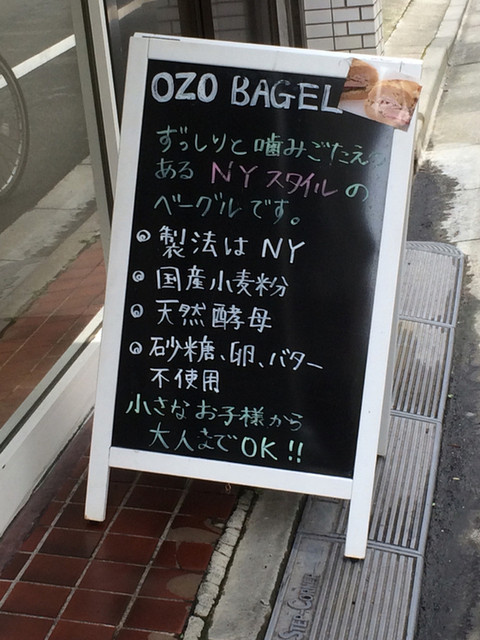 OZO BAGEL
ずっしりと噛みごたえの
ある NYスタイルの
ベーグルです。
製法は NY
国産小麦粉
天然酵母
砂糖、卵、バター
不使用
小さなお子様から
大人までOK!!